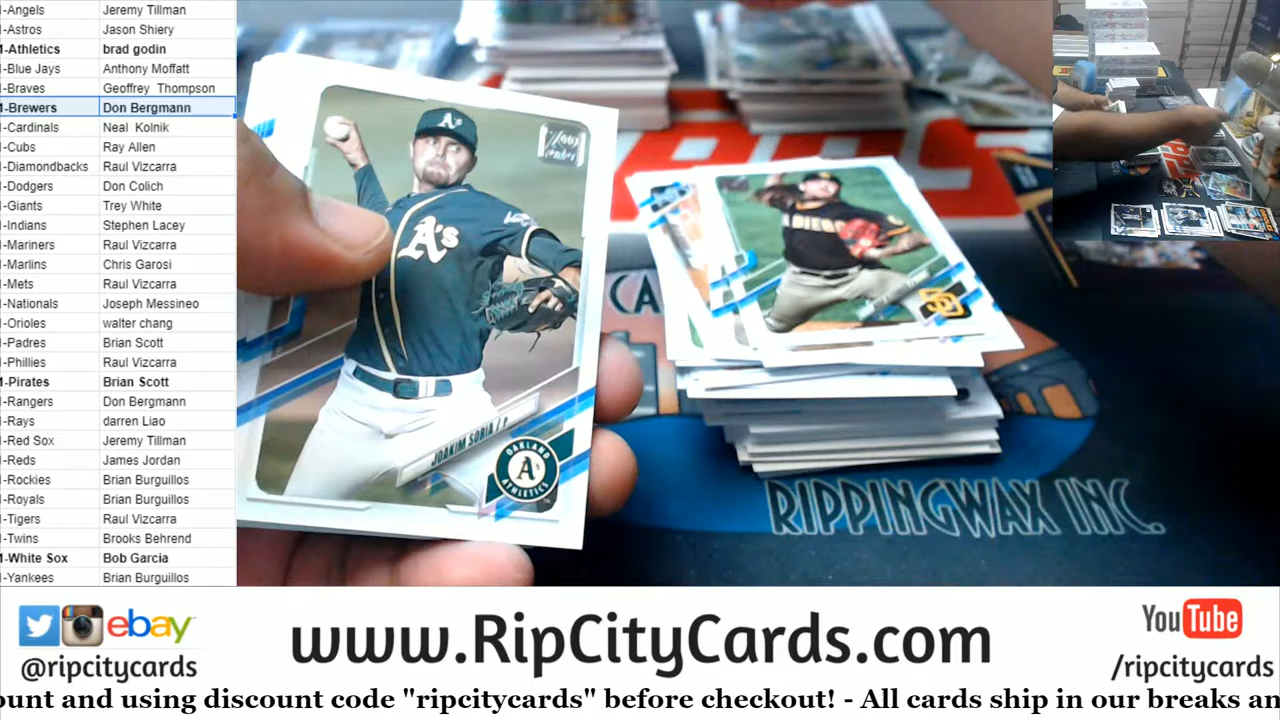 I-Angels Jeremy Tillman
-Astros Jason Shiery
I-Athletics brad godin
I-Blue Jays Anthony Moffatt
I-Braves Geoffrey Thompson
I-Brewers Don Bergmann
I-Cardinals Neal Kolnik
I-Cubs Ray Allen
I-Diamondbacks Raul Vizcarra
I-Dodgers Don Colich
I-Giants Trey White
I-Indians Stephen Lacey
I-Mariners Raul Vizcarra
I-Marlins Chris Garosi
I-Mets Raul Vizcarra
I-Nationals Joseph Messineo
I-Orioles walter chang
I-Padres Brian Scott
I-Phillies Raul Vizcarra
I-Pirates Brian Scott
I-Rangers Don Bergmann
I-Rays darren Liao
I-Red Sox Jeremy Tillman
I-Reds James Jordan
I-Rockies Brian Burguillos
I-Royals Brian Burguillos
I-Tigers Raul Vizcarra
I-Twins Brooks Behrend
I-White Sox Bob Garcia
I-Yankees Brian Burguillos
A's
A's
JOAKIM SORIA / P
OAKLAND
A's
ATHLETICS
SD
CA
RIPPINGWAX INC.
ebay
@ripcitycards
www.RipCityCards.com
YouTube
/ripcitycards
ount and using discount code "ripcitycards" before checkout! - All cards ship in our breaks an